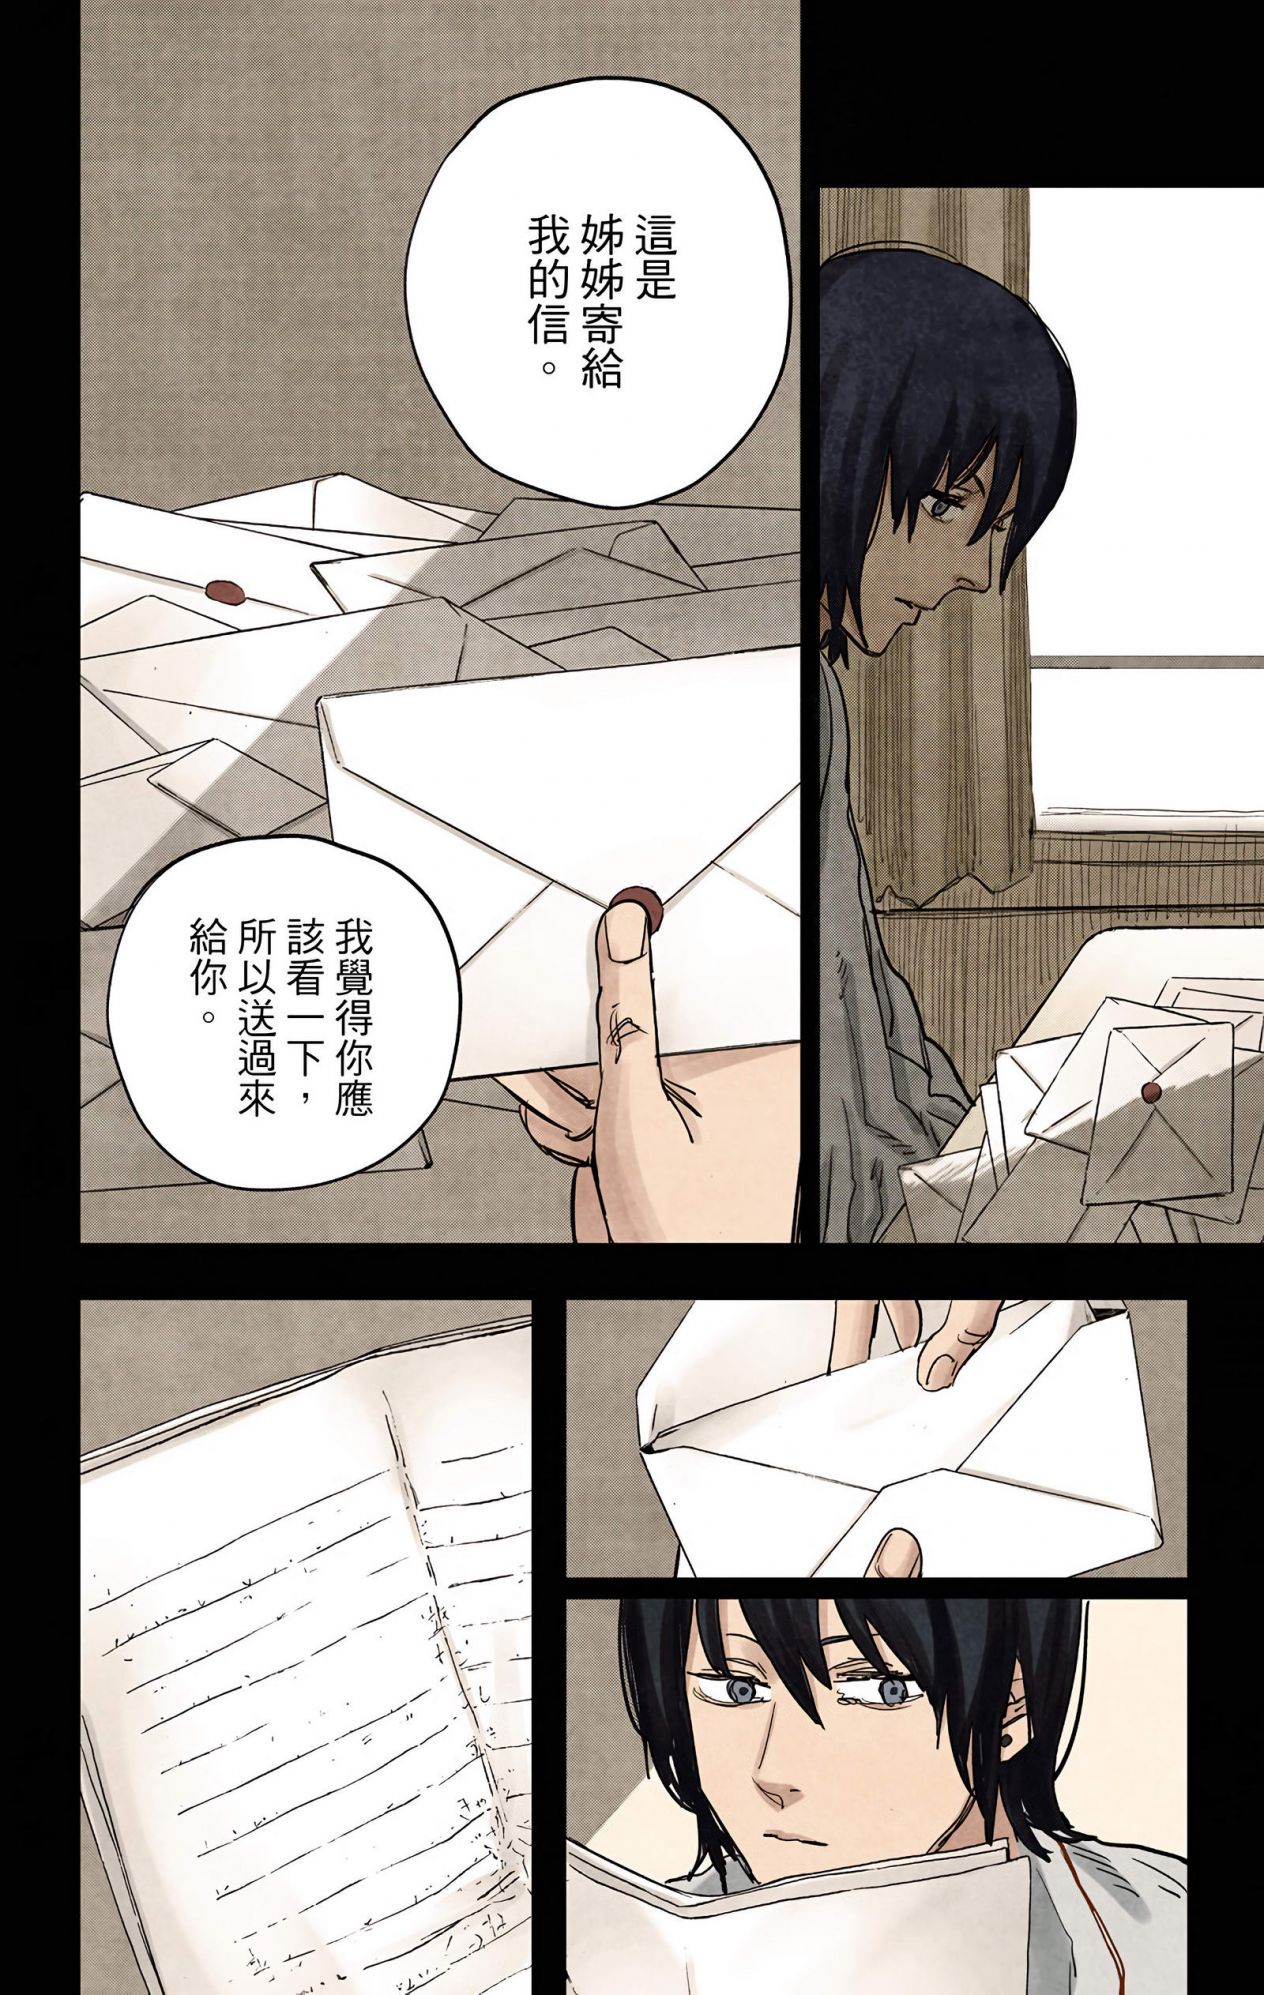 這是
姊姊寄給
我的信。
我覺得你應
該看一下，
所以送過來
給你。